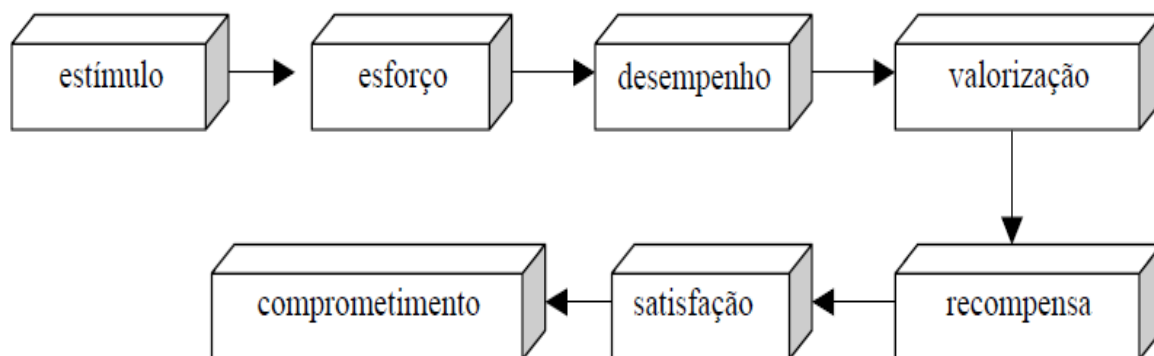 estímulo
esforço
desempenho
valorização
recompensa
satisfação
comprometimento